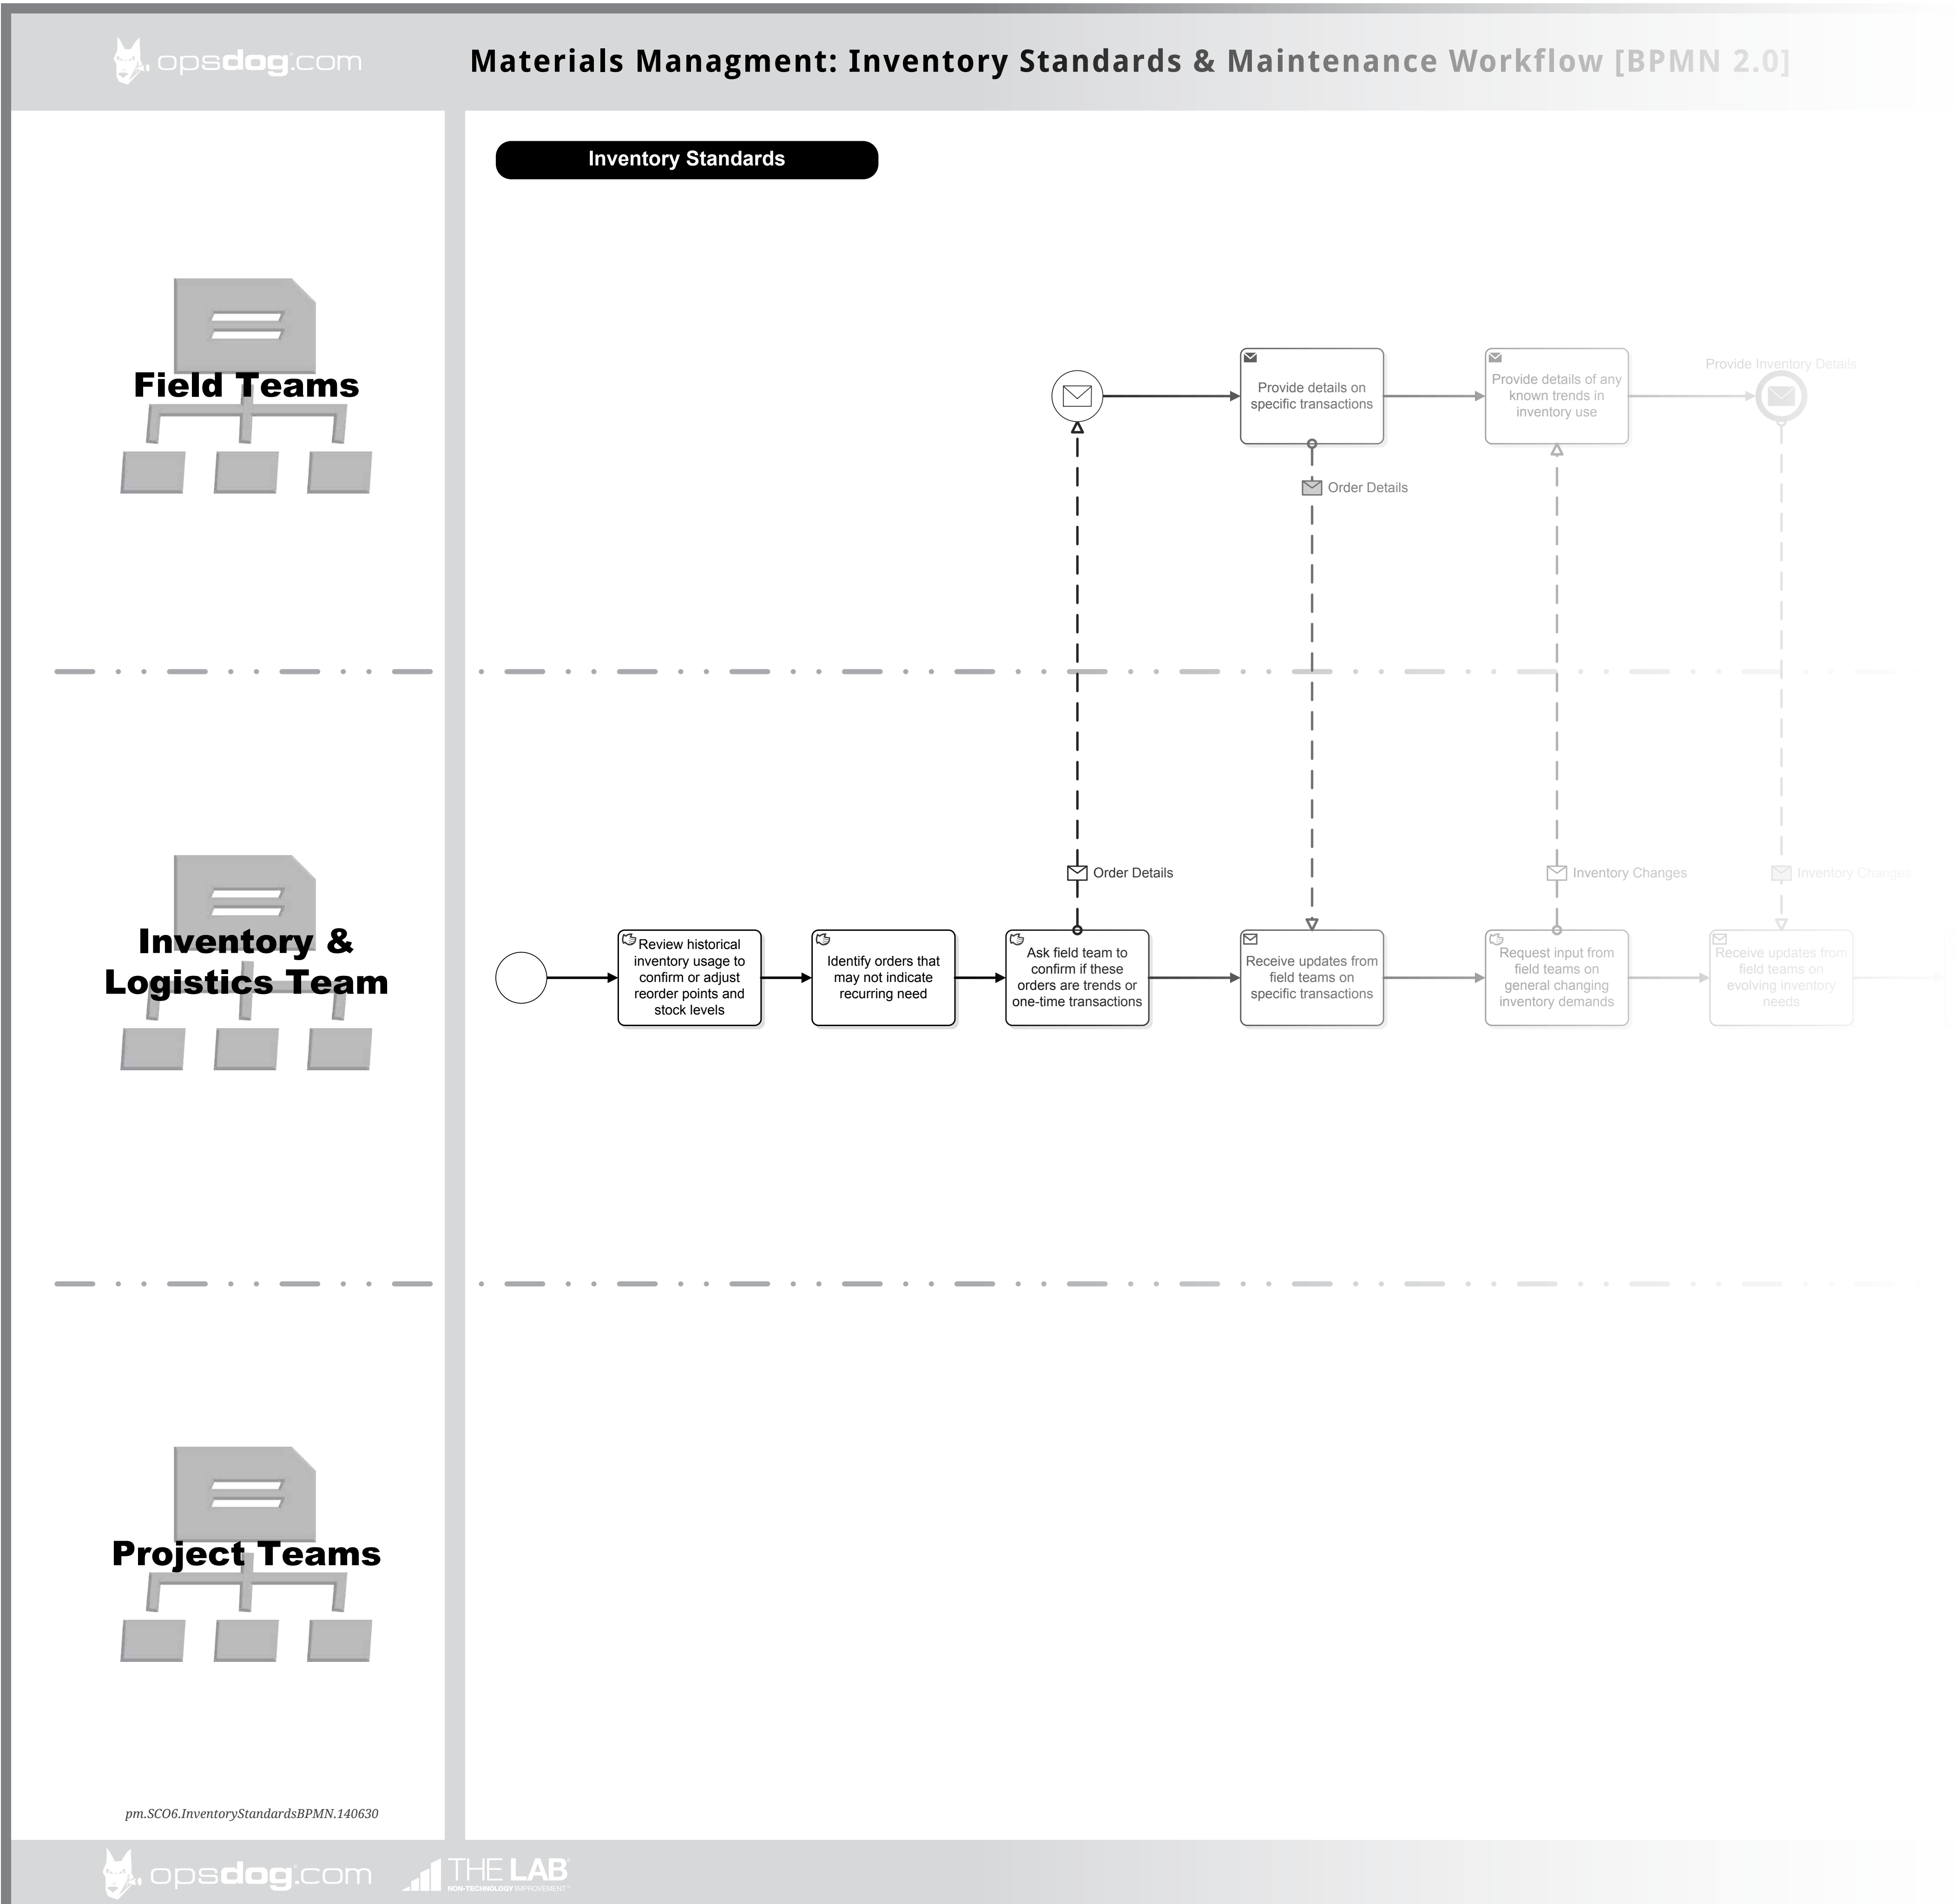 opsdog.com
Materials Managment: Inventory Standards & Maintenance Workflow [BPMN 2.0]
Inventory Standards
Field Teams
Provide details on
specific transactions
Provide details of any
known trends in
inventory use
Provide Inventory Details
Order Details
Order Details
Inventory Changes
Inventory Changes
Inventory &
Logistics Team
Review historical
inventory usage to
confirm or adjust
reorder points and
stock levels
Identify orders that
may not indicate
recurring need
Ask field team to
confirm if these
orders are trends or
one-time transactions
Receive updates from
field teams on
specific transactions
Request input from
field teams on
general changing
inventory demands
Receive updates from
field teams on
evolving inventory
needs
Project Teams
pm.SCO6.InventoryStandardsBPMN.140630
opsdog.com
THE LAB
NON-TECHNOLOGY IMPROVEMENT